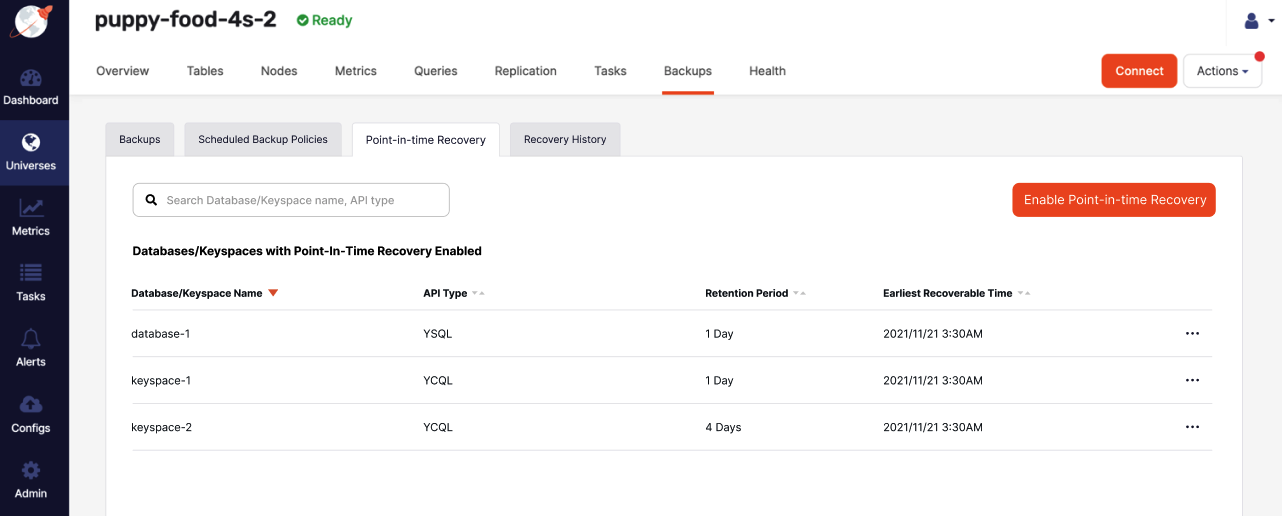 puppy-food-4s-2 Ready
Overview Tables Nodes Metrics Queries Replication Tasks Backups Health Connect Actions
Dashboard
Universes
Metrics
Tasks
Alerts
Configs
Admin
Backups Scheduled Backup Policies Point-in-time Recovery Recovery History
Search Database/Keyspace name, API type Enable Point-in-time Recovery
Databases/Keyspaces with Point-In-Time Recovery Enabled
Database/Keyspace Name API Type Retention Period Earliest Recoverable Time
database-1 YSQL 1 Day 2021/11/21 3:30AM ...
keyspace-1 YCQL 1 Day 2021/11/21 3:30AM ...
keyspace-2 YCQL 4 Days 2021/11/21 3:30AM ...